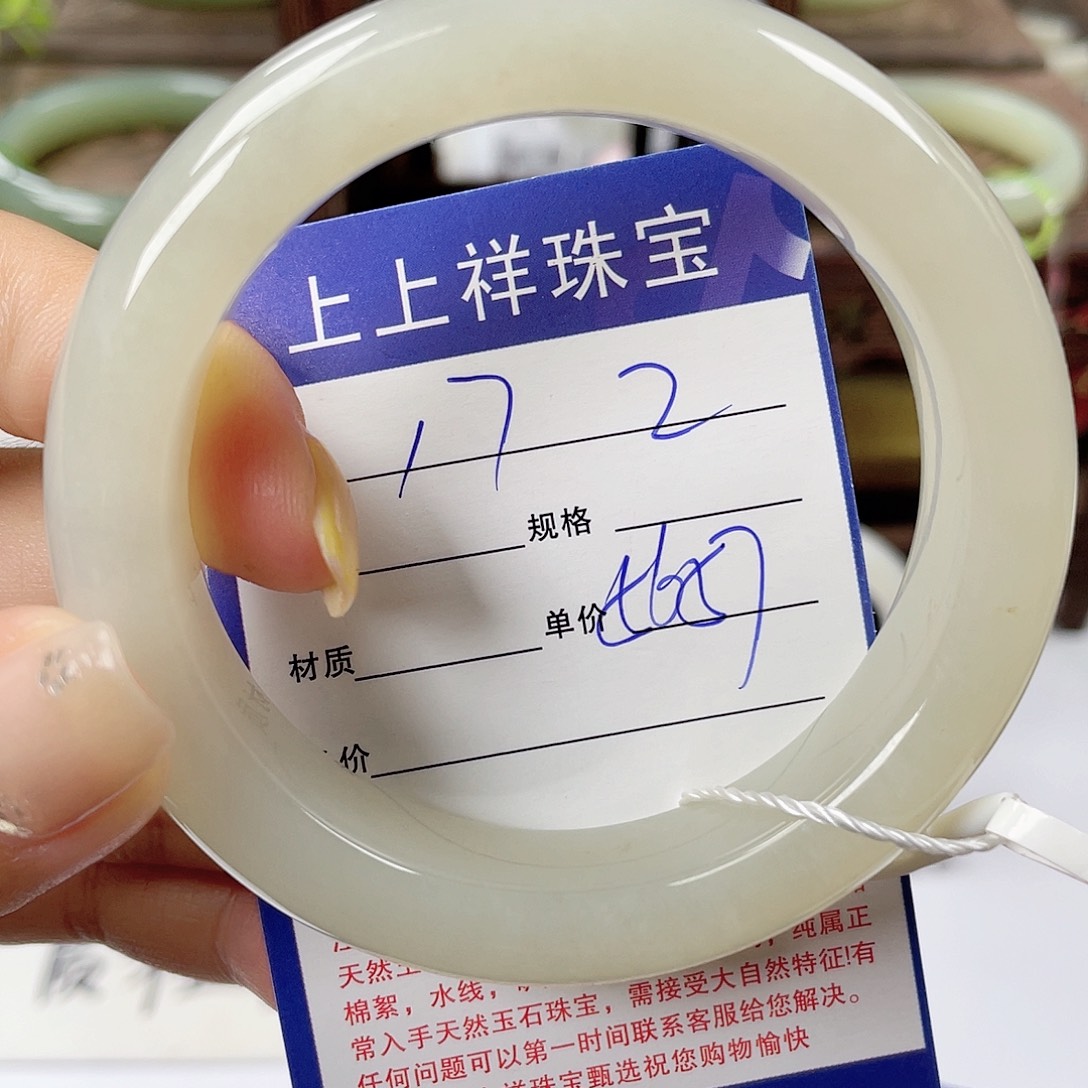 上上祥珠宝
17 2
规格
单价
材质
价
纯属正
天然
棉絮，水线，
常入手天然玉石珠宝，需接受大自然特征!有
任何问题可以第一时间联系客服给您解决。
祥珠宝甄选祝您购物愉快